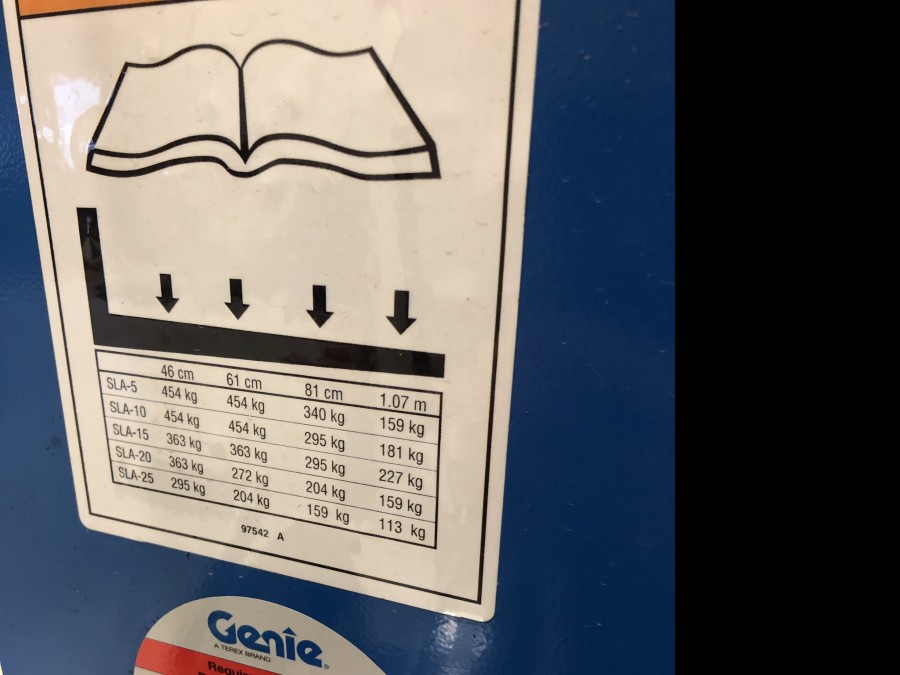 46 cm 61 cm 81 cm 1.07 m
SLA-5 454 kg 454 kg 340 kg 159 kg
SLA-10 454 kg 454 kg 295 kg 181 kg
SLA-15 363 kg 363 kg 295 kg 227 kg
SLA-20 363 kg 272 kg 204 kg 159 kg
SLA-25 295 kg 204 kg 159 kg 113 kg
97542 A
Genie
A TEREX BRAND